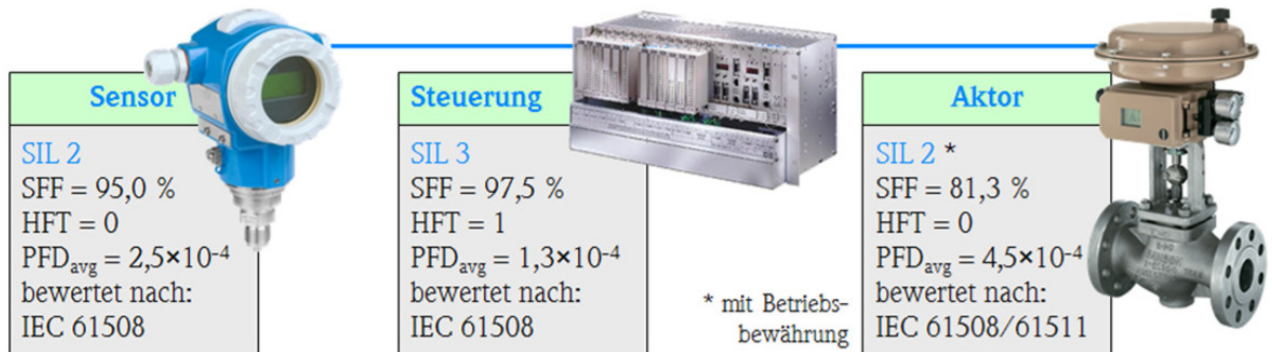 Sensor
SIL 2
SFF = 95,0 %
HFT = 0
PFDavg = 2,5×10-4
bewertet nach:
IEC 61508
Steuerung
SIL 3
SFF = 97,5 %
HFT = 1
PFDavg = 1,3×10-4
bewertet nach:
IEC 61508
* mit Betriebs-
bewährung
Aktor
SIL 2 *
SFF = 81,3 %
HFT = 0
PFDavg = 4,5×10-4
bewertet nach:
IEC 61508/61511